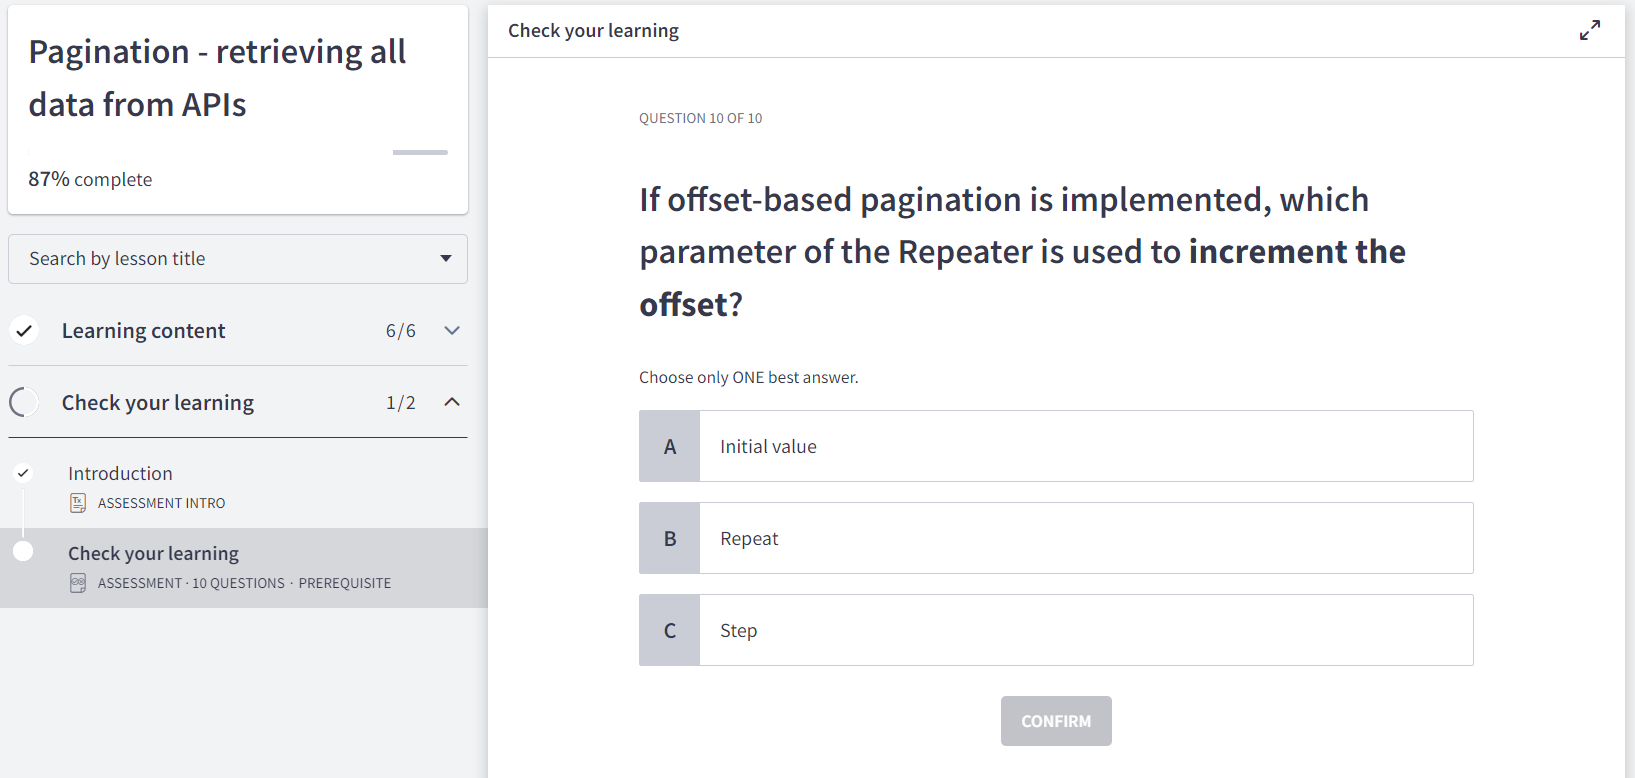 Pagination - retrieving all
data from APIs
87% complete
Search by lesson title
Learning content 6/6
Check your learning 1/2
Introduction
Tx ASSESSMENT INTRO
Check your learning
ASSESSMENT · 10 QUESTIONS · PREREQUISITE
Check your learning
QUESTION 10 OF 10
If offset-based pagination is implemented, which
parameter of the Repeater is used to increment the
offset?
Choose only ONE best answer.
A Initial value
B Repeat
C Step
CONFIRM